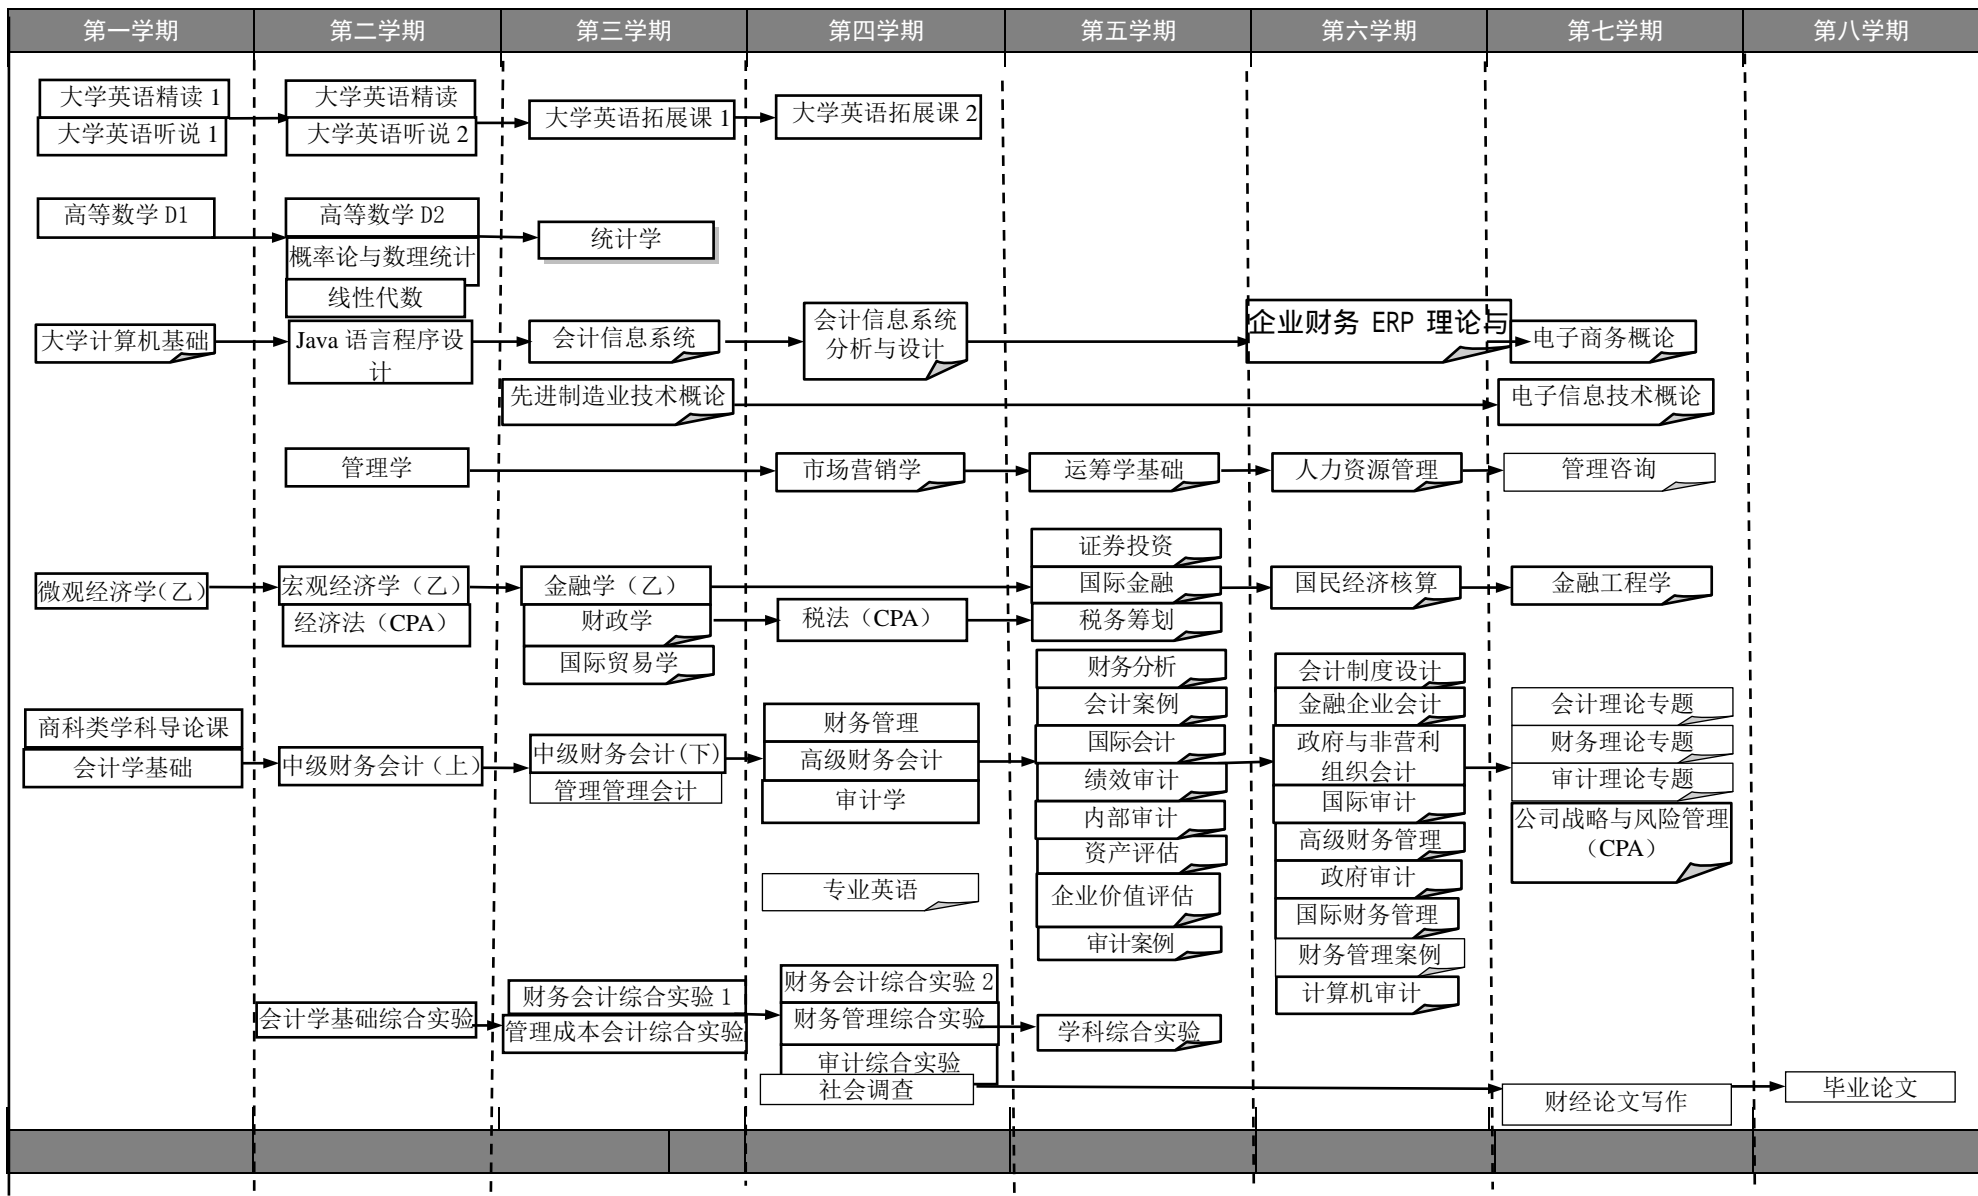 第一学期
第二学期
第三学期
第四学期
第五学期
第六学期
第七学期
第八学期
大学英语精读 1
大学英语听说 1
大学英语精读
大学英语听说 2
大学英语拓展课 1
大学英语拓展课 2
高等数学 D1
高等数学 D2
概率论与数理统计
线性代数
统计学
大学计算机基础
Java 语言程序设
计
会计信息系统
会计信息系统
分析与设计
企业财务 ERP 理论与
电子商务概论
先进制造业技术概论
电子信息技术概论
管理学
市场营销学
运筹学基础
人力资源管理
管理咨询
微观经济学(乙)
宏观经济学（乙）
经济法（CPA）
金融学（乙）
财政学
国际贸易学
税法（CPA）
证券投资
国际金融
税务筹划
国民经济核算
金融工程学
商科类学科导论课
会计学基础
中级财务会计（上）
中级财务会计(下)
管理管理会计
财务管理
高级财务会计
审计学
专业英语
财务分析
会计案例
国际会计
绩效审计
内部审计
资产评估
企业价值评估
审计案例
会计制度设计
金融企业会计
政府与非营利
组织会计
国际审计
高级财务管理
政府审计
国际财务管理
财务管理案例
计算机审计
会计理论专题
财务理论专题
审计理论专题
公司战略与风险管理
（CPA）
会计学基础综合实验
财务会计综合实验 1
管理成本会计综合实验
财务会计综合实验 2
财务管理综合实验
审计综合实验
社会调查
学科综合实验
财经论文写作
毕业论文